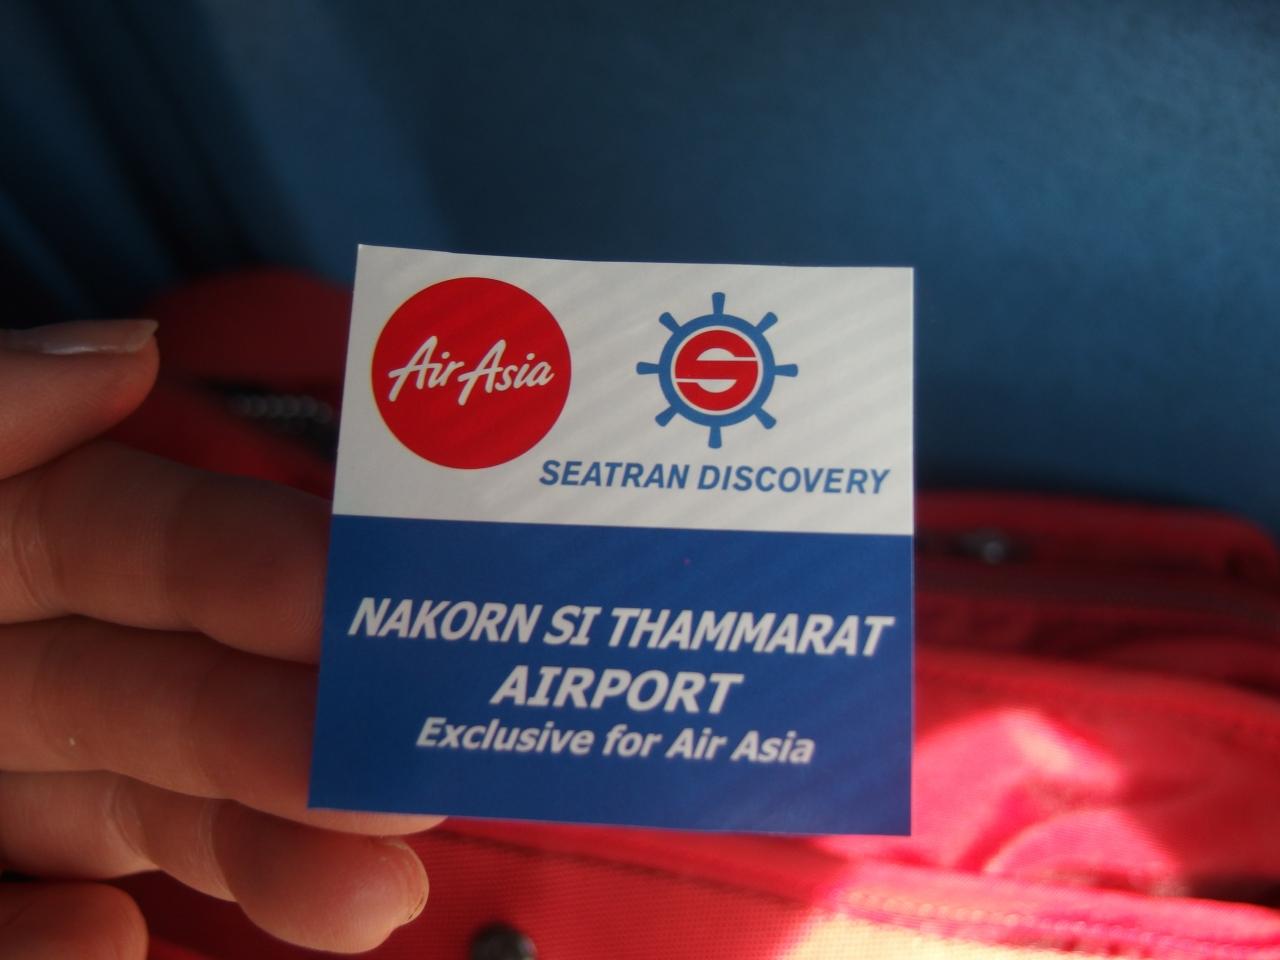 AirAsia
S
SEATRAN DISCOVERY
NAKORN SI THAMMARAT
AIRPORT
Exclusive for Air Asia